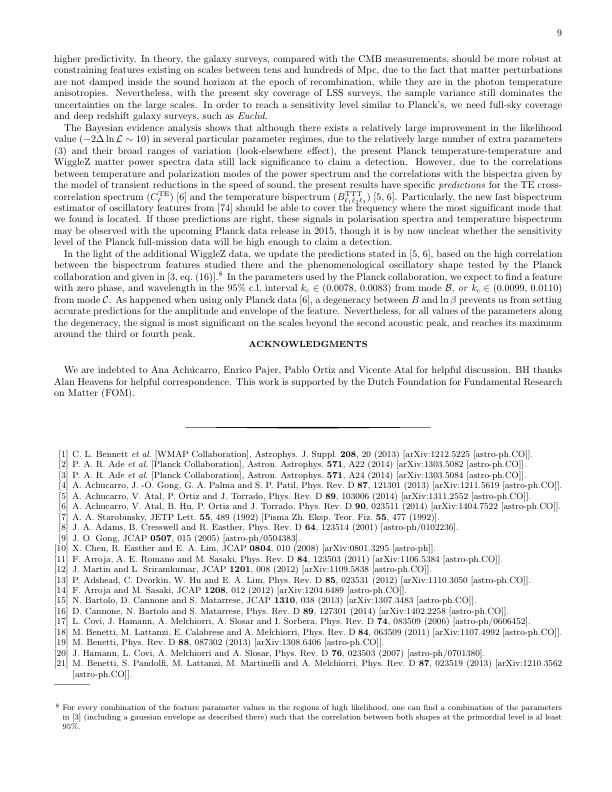 9
higher predictivity. In theory, the galaxy surveys, compared with the CMB measurements, should be more robust at
constraining features existing on scales between tens and hundreds of Mpc, due to the fact that matter perturbations
are not damped inside the sound horizon at the epoch of recombination, while they are in the photon temperature
anisotropies. Nevertheless, with the present sky coverage of LSS surveys, the sample variance still dominates the
uncertainties on the large scales. In order to reach a sensitivity level similar to Planck's, we need full-sky coverage
and deep redshift galaxy surveys, such as Euclid.
The Bayesian evidence analysis shows that although there exists a relatively large improvement in the likelihood
value (−2Δ ln ℒ ∼ 10) in several particular parameter regimes, due to the relatively large number of extra parameters
(3) and their broad ranges of variation (look-elsewhere effect), the present Planck temperature-temperature and
WiggleZ matter power spectra data still lack significance to claim a detection. However, due to the correlations
between temperature and polarization modes of the power spectrum and the correlations with the bispectra given by
the model of transient reductions in the speed of sound, the present results have specific predictions for the TE cross-
correlation spectrum (C_ℓ^TE) [6] and the temperature bispectrum (B_ℓ1ℓ2ℓ3^TTT) [5, 6]. Particularly, the new fast bispectrum
estimator of oscillatory features from [74] should be able to cover the frequency where the most significant mode that
we found is located. If those predictions are right, these signals in polarisation spectra and temperature bispectrum
may be observed with the upcoming Planck data release in 2015, though it is by now unclear whether the sensitivity
level of the Planck full-mission data will be high enough to claim a detection.
In the light of the additional WiggleZ data, we update the predictions stated in [5, 6], based on the high correlation
between the bispectrum features studied there and the phenomenological oscillatory shape tested by the Planck
collaboration and given in [3, eq. (16)].⁸ In the parameters used by the Planck collaboration, we expect to find a feature
with zero phase, and wavelength in the 95% c.l. interval k_c ∈ (0.0078, 0.0083) from mode ℬ, or k_c ∈ (0.0099, 0.0110)
from mode 𝒞. As happened when using only Planck data [6], a degeneracy between B and ln β prevents us from setting
accurate predictions for the amplitude and envelope of the feature. Nevertheless, for all values of the parameters along
the degeneracy, the signal is most significant on the scales beyond the second acoustic peak, and reaches its maximum
around the third or fourth peak.
ACKNOWLEDGMENTS
We are indebted to Ana Achúcarro, Enrico Pajer, Pablo Ortiz and Vicente Atal for helpful discussion. BH thanks
Alan Heavens for helpful correspondence. This work is supported by the Dutch Foundation for Fundamental Research
on Matter (FOM).
[1] C. L. Bennett et al. [WMAP Collaboration], Astrophys. J. Suppl. 208, 20 (2013) [arXiv:1212.5225 [astro-ph.CO]].
[2] P. A. R. Ade et al. [Planck Collaboration], Astron. Astrophys. 571, A22 (2014) [arXiv:1303.5082 [astro-ph.CO]].
[3] P. A. R. Ade et al. [Planck Collaboration], Astron. Astrophys. 571, A24 (2014) [arXiv:1303.5084 [astro-ph.CO]].
[4] A. Achucarro, J. -O. Gong, G. A. Palma and S. P. Patil, Phys. Rev. D 87, 121301 (2013) [arXiv:1211.5619 [astro-ph.CO]].
[5] A. Achucarro, V. Atal, P. Ortiz and J. Torrado, Phys. Rev. D 89, 103006 (2014) [arXiv:1311.2552 [astro-ph.CO]].
[6] A. Achucarro, V. Atal, B. Hu, P. Ortiz and J. Torrado, Phys. Rev. D 90, 023511 (2014) [arXiv:1404.7522 [astro-ph.CO]].
[7] A. A. Starobinsky, JETP Lett. 55, 489 (1992) [Pisma Zh. Eksp. Teor. Fiz. 55, 477 (1992)].
[8] J. A. Adams, B. Cresswell and R. Easther, Phys. Rev. D 64, 123514 (2001) [astro-ph/0102236].
[9] J. O. Gong, JCAP 0507, 015 (2005) [astro-ph/0504383].
[10] X. Chen, R. Easther and E. A. Lim, JCAP 0804, 010 (2008) [arXiv:0801.3295 [astro-ph]].
[11] F. Arroja, A. E. Romano and M. Sasaki, Phys. Rev. D 84, 123503 (2011) [arXiv:1106.5384 [astro-ph.CO]].
[12] J. Martin and L. Sriramkumar, JCAP 1201, 008 (2012) [arXiv:1109.5838 [astro-ph.CO]].
[13] P. Adshead, C. Dvorkin, W. Hu and E. A. Lim, Phys. Rev. D 85, 023531 (2012) [arXiv:1110.3050 [astro-ph.CO]].
[14] F. Arroja and M. Sasaki, JCAP 1208, 012 (2012) [arXiv:1204.6489 [astro-ph.CO]].
[15] N. Bartolo, D. Cannone and S. Matarrese, JCAP 1310, 038 (2013) [arXiv:1307.3483 [astro-ph.CO]].
[16] D. Cannone, N. Bartolo and S. Matarrese, Phys. Rev. D 89, 127301 (2014) [arXiv:1402.2258 [astro-ph.CO]].
[17] L. Covi, J. Hamann, A. Melchiorri, A. Slosar and I. Sorbera, Phys. Rev. D 74, 083509 (2006) [astro-ph/0606452].
[18] M. Benetti, M. Lattanzi, E. Calabrese and A. Melchiorri, Phys. Rev. D 84, 063509 (2011) [arXiv:1107.4992 [astro-ph.CO]].
[19] M. Benetti, Phys. Rev. D 88, 087302 (2013) [arXiv:1308.6406 [astro-ph.CO]].
[20] J. Hamann, L. Covi, A. Melchiorri and A. Slosar, Phys. Rev. D 76, 023503 (2007) [astro-ph/0701380].
[21] M. Benetti, S. Pandolfi, M. Lattanzi, M. Martinelli and A. Melchiorri, Phys. Rev. D 87, 023519 (2013) [arXiv:1210.3562
[astro-ph.CO]].
⁸ For every combination of the feature parameter values in the regions of high likelihood, one can find a combination of the parameters
in [3] (including a gaussian envelope as described there) such that the correlation between both shapes at the primordial level is al least
95%.